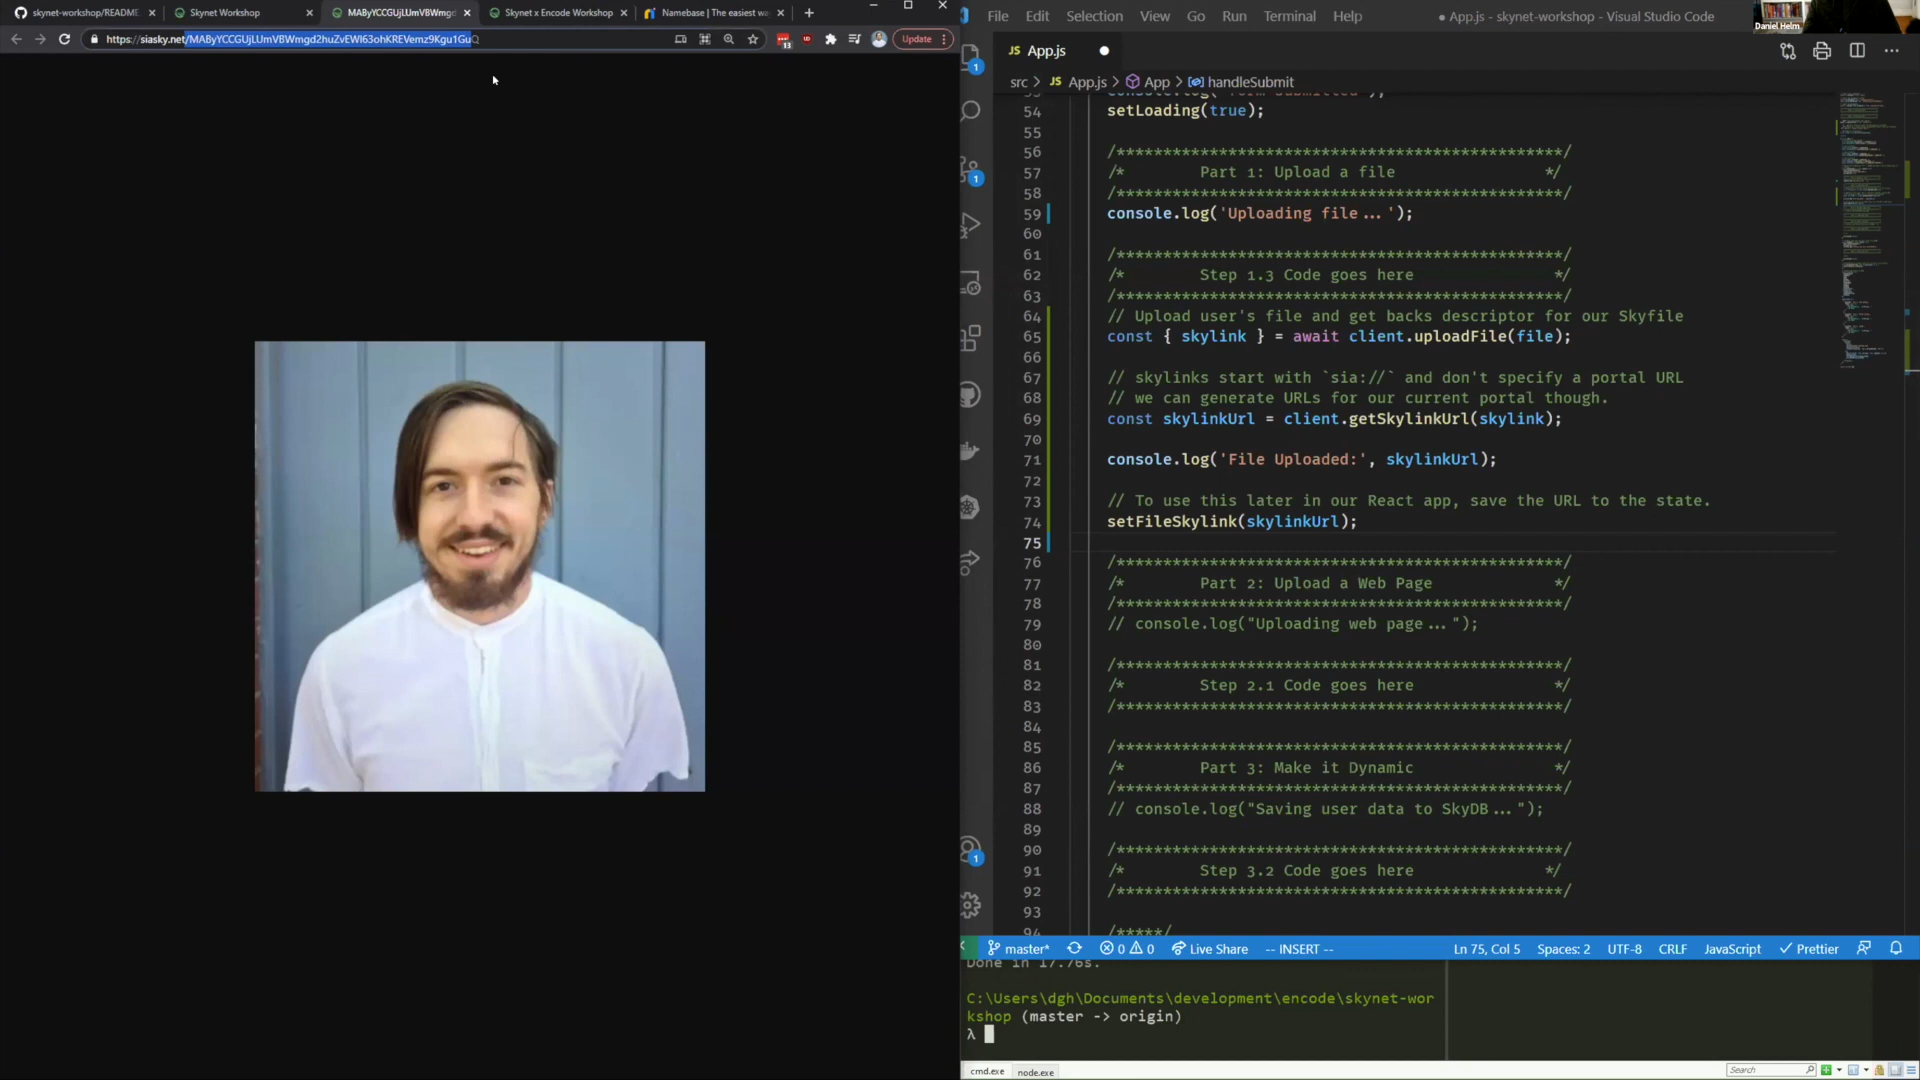 skynet-workshop/README
Skynet Workshop
MAByYCCGUjLUmVBWmgd
Skynet x Encode Workshop
Namebase | The easiest wa
https://siasky.net/MAByYCCGUjLUmVBWmgd2huZvEWl63ohKREVemz9Kgu1Gu
13
Update
File Edit Selection View Go Run Terminal Help
● App.js - skynet-workshop - Visual Studio Code
Daniel Helm
JS App.js
src > JS App.js > App > handleSubmit
54 setLoading(true);
55
56 /************************************************/
57 /* Part 1: Upload a file */
58 /************************************************/
59 console.log('Uploading file...');
60
61 /************************************************/
62 /* Step 1.3 Code goes here */
63 /************************************************/
64 // Upload user's file and get backs descriptor for our Skyfile
65 const { skylink } = await client.uploadFile(file);
66
67 // skylinks start with `sia://` and don't specify a portal URL
68 // we can generate URLs for our current portal though.
69 const skylinkUrl = client.getSkylinkUrl(skylink);
70
71 console.log('File Uploaded:', skylinkUrl);
72
73 // To use this later in our React app, save the URL to the state.
74 setFileSkylink(skylinkUrl);
75
76 /************************************************/
77 /* Part 2: Upload a Web Page */
78 /************************************************/
79 // console.log("Uploading web page...");
80
81 /************************************************/
82 /* Step 2.1 Code goes here */
83 /************************************************/
84
85 /************************************************/
86 /* Part 3: Make it Dynamic */
87 /************************************************/
88 // console.log("Saving user data to SkyDB...");
89
90 /************************************************/
91 /* Step 3.2 Code goes here */
92 /************************************************/
93
94 /*****/
1
1
1
master* 0 0 Live Share -- INSERT -- Ln 75, Col 5 Spaces: 2 UTF-8 CRLF JavaScript Prettier
Done in 17.76s.
C:\Users\dgh\Documents\development\encode\skynet-wor
kshop (master -> origin)
λ
cmd.exe node.exe
Search